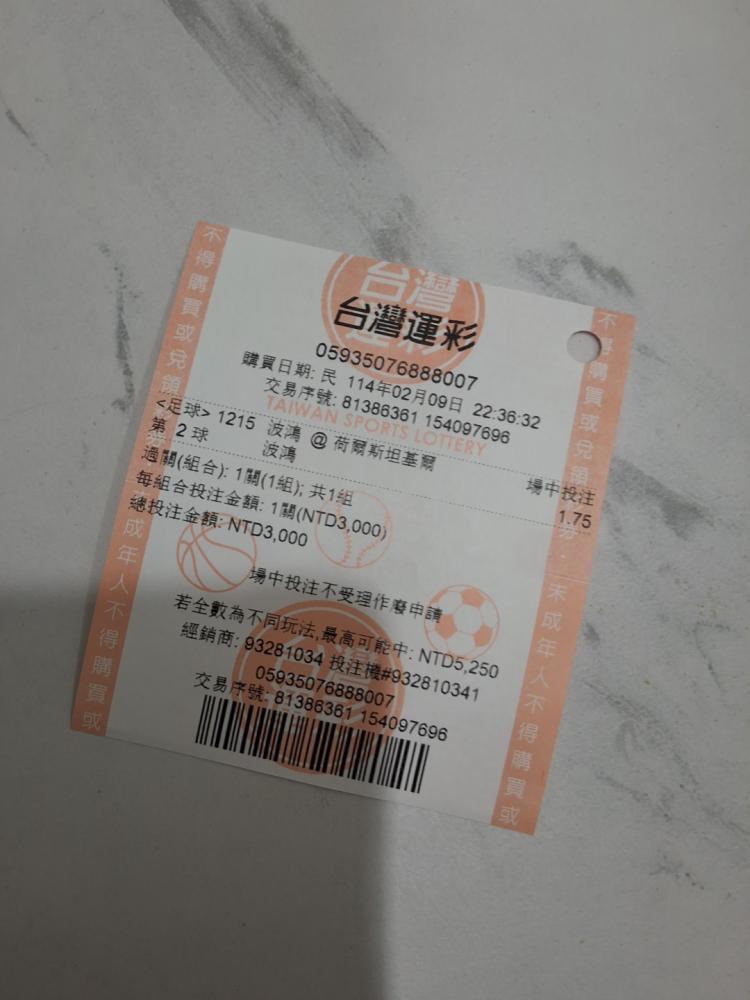 台灣
運彩
台灣運彩
05935076888007
購買日期: 民 114年02月09日 22:36:32
交易序號: 81386361 154097696
TAIWAN SPORTS LOTTERY
<足球> 1215 波鴻 @ 荷爾斯坦基爾 場中投注
第 2 球 波鴻 1.75
過關(組合): 1關(1組); 共1組
每組合投注金額: 1關(NTD3,000)
總投注金額: NTD3,000
場中投注不受理作廢申請
若全數為不同玩法,最高可能中: NTD5,250
經銷商: 93281034 投注機#932810341
05935076888007
交易序號: 81386361 154097696
台灣
不得購買或兌領
成年人不得購買或
不得購買或兌領
未成年人不得購買或